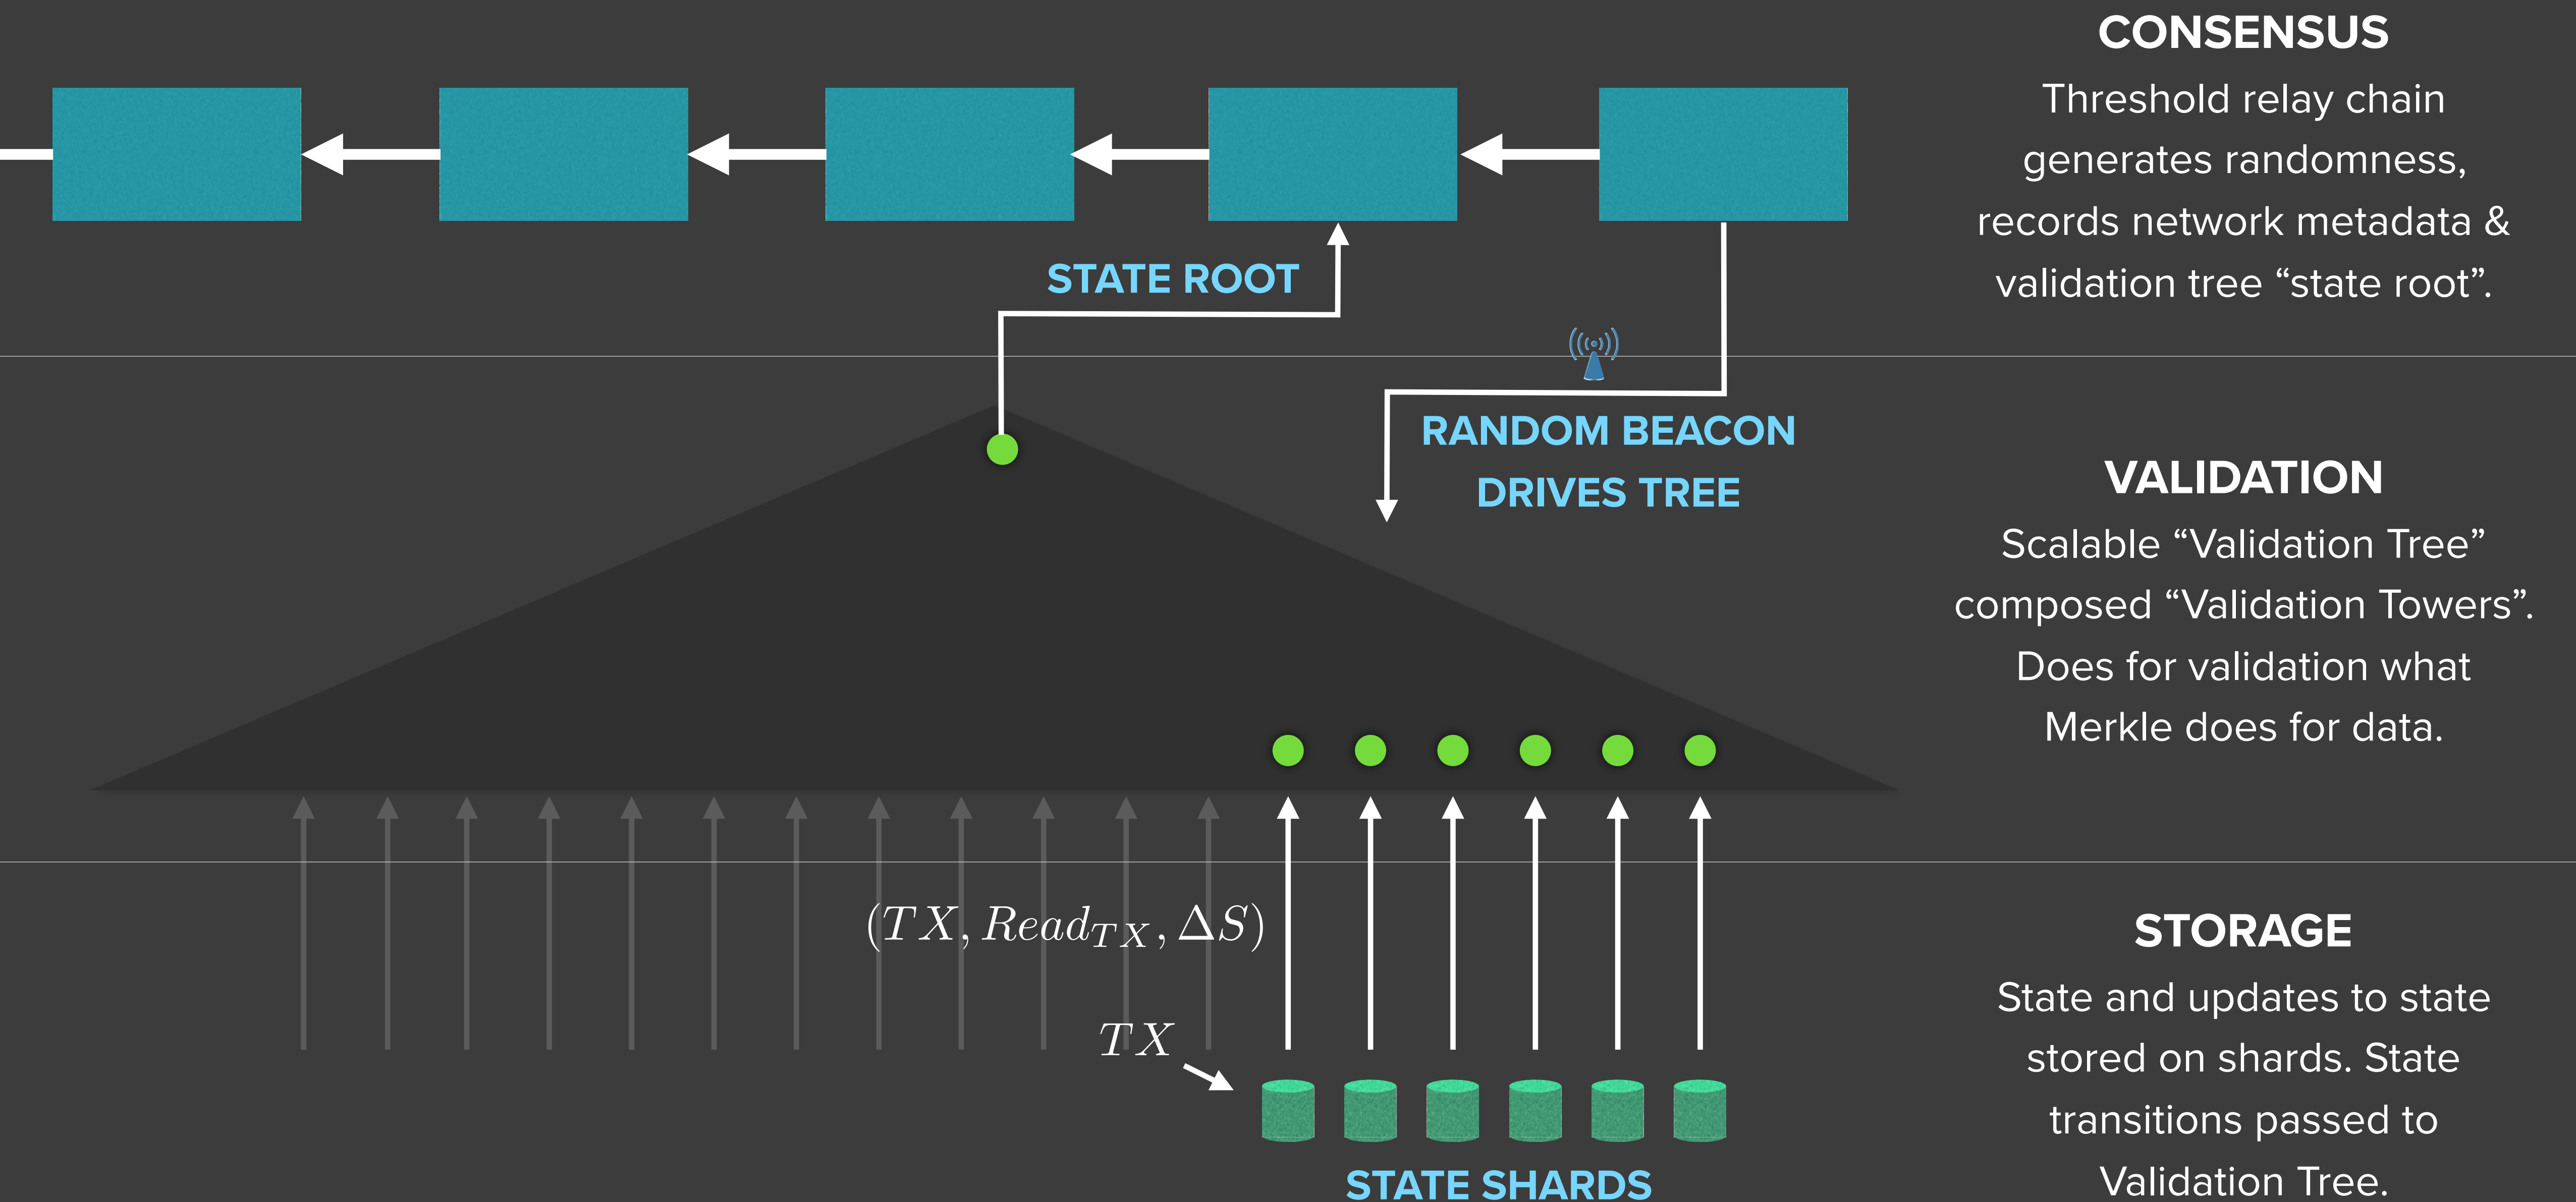 CONSENSUS
Threshold relay chain
generates randomness,
records network metadata &
validation tree “state root”.
STATE ROOT
RANDOM BEACON
DRIVES TREE
VALIDATION
Scalable “Validation Tree”
composed “Validation Towers”.
Does for validation what
Merkle does for data.
(TX, Read_{TX}, ΔS)
TX
STATE SHARDS
STORAGE
State and updates to state
stored on shards. State
transitions passed to
Validation Tree.